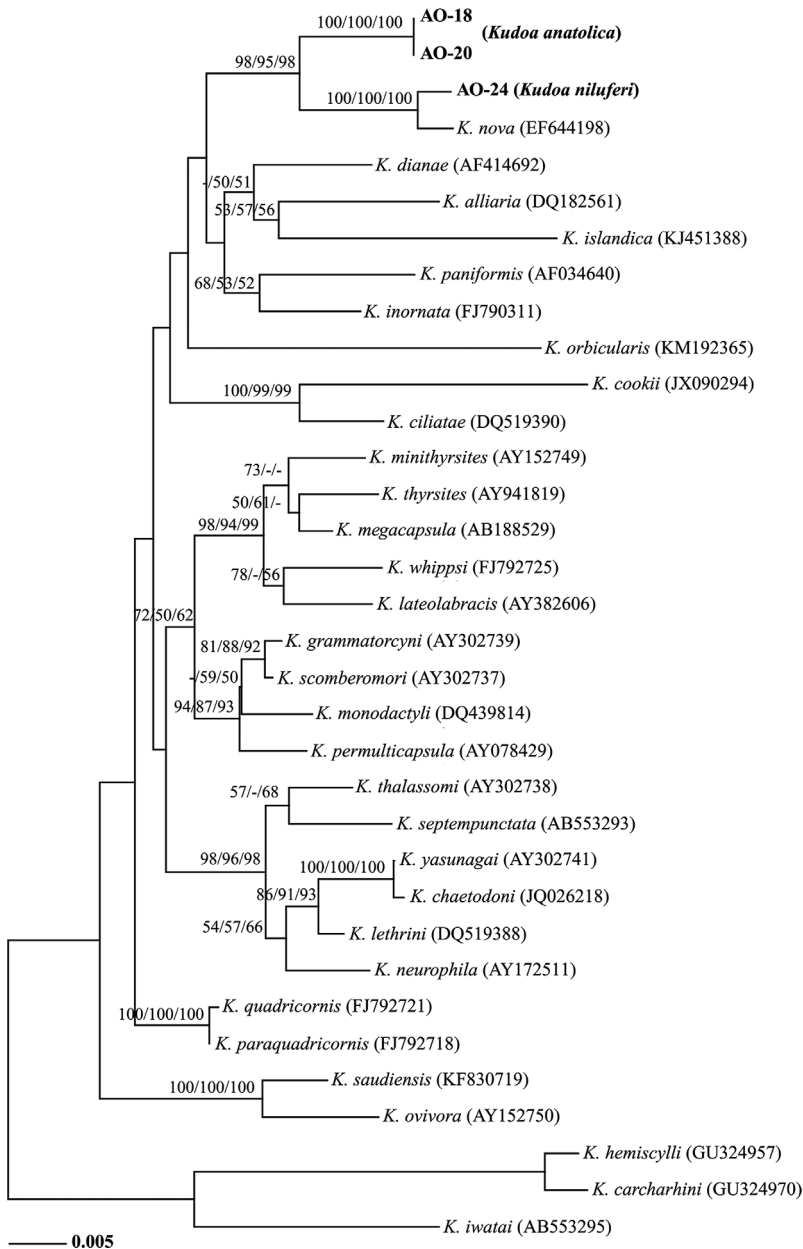 100/100/100
AO-18
(Kudoa anatolica)
AO-20
98/95/98
AO-24 (Kudoa niluferi)
100/100/100
K. nova (EF644198)
K. dianae (AF414692)
-/50/51
K. alliaria (DQ182561)
53/57/56
K. islandica (KJ451388)
K. paniformis (AF034640)
68/53/52
K. inornata (FJ790311)
K. orbicularis (KM192365)
K. cookii (JX090294)
100/99/99
K. ciliatae (DQ519390)
K. minithyrsites (AY152749)
73/-/-
K. thyrsites (AY941819)
50/61/-
K. megacapsula (AB188529)
98/94/99
K. whippsi (FJ792725)
78/-/56
K. lateolabracis (AY382606)
72/50/62
K. grammatorcyni (AY302739)
81/88/92
K. scomberomori (AY302737)
-/59/50
K. monodactyli (DQ439814)
94/87/93
K. permulticapsula (AY078429)
K. thalassomi (AY302738)
57/-/68
K. septempunctata (AB553293)
98/96/98
K. yasunagai (AY302741)
100/100/100
K. chaetodoni (JQ026218)
86/91/93
K. lethrini (DQ519388)
54/57/66
K. neurophila (AY172511)
K. quadricornis (FJ792721)
100/100/100
K. paraquadricornis (FJ792718)
K. saudiensis (KF830719)
100/100/100
K. ovivora (AY152750)
K. hemiscylli (GU324957)
K. carcharhini (GU324970)
K. iwatai (AB553295)
0.005